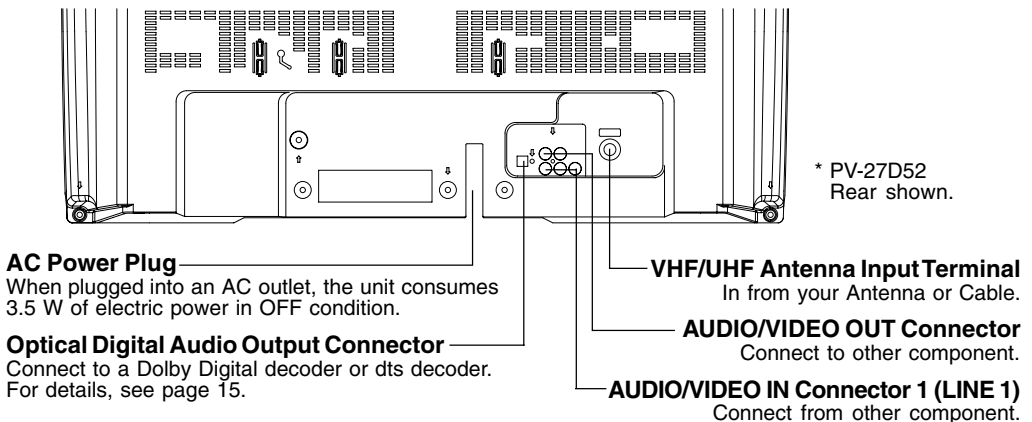 * PV-27D52
Rear shown.
AC Power Plug
When plugged into an AC outlet, the unit consumes
3.5 W of electric power in OFF condition.
Optical Digital Audio Output Connector
Connect to a Dolby Digital decoder or dts decoder.
For details, see page 15.
VHF/UHF Antenna Input Terminal
In from your Antenna or Cable.
AUDIO/VIDEO OUT Connector
Connect to other component.
AUDIO/VIDEO IN Connector 1 (LINE 1)
Connect from other component.